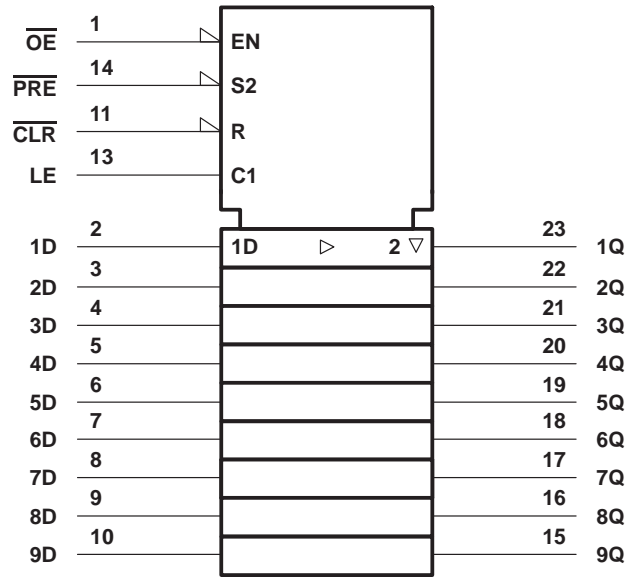 OE 1 EN
PRE 14 S2
CLR 11 R
LE 13 C1
1D 2 1D ▷ 2 ▽ 23 1Q
2D 3 22 2Q
3D 4 21 3Q
4D 5 20 4Q
5D 6 19 5Q
6D 7 18 6Q
7D 8 17 7Q
8D 9 16 8Q
9D 10 15 9Q